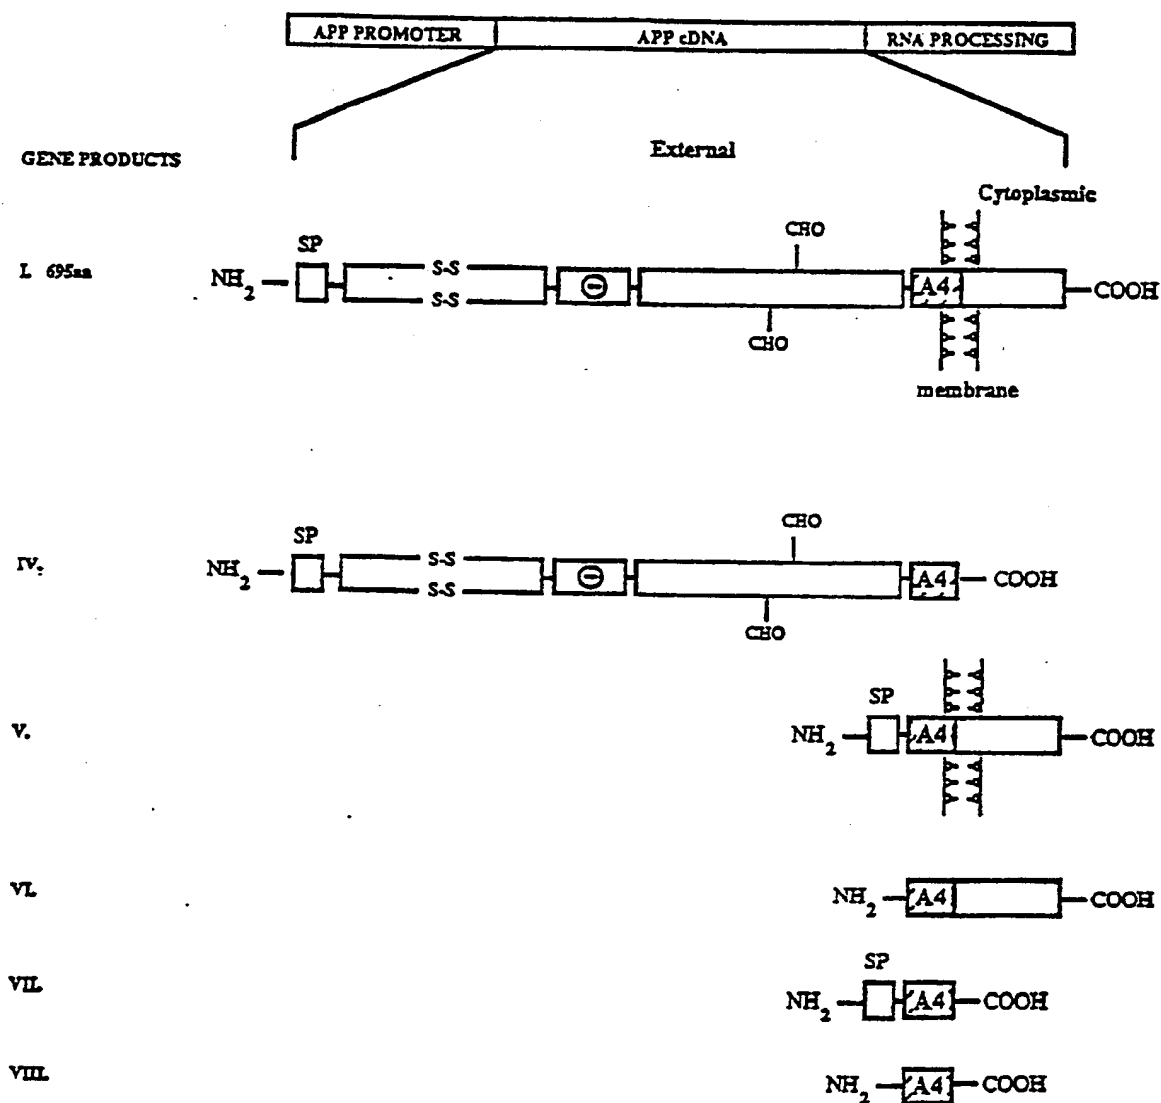 APP PROMOTER APP cDNA RNA PROCESSING
GENE PRODUCTS
External
Cytoplasmic
I. 695aa
SP
CHO
NH2
S-S
S-S
⊖
A4
COOH
CHO
membrane
IV.
SP
CHO
NH2
S-S
S-S
⊖
A4
COOH
CHO
V.
SP
NH2
A4
COOH
VI.
NH2
A4
COOH
VII.
SP
NH2
A4
COOH
VIII.
NH2
A4
COOH